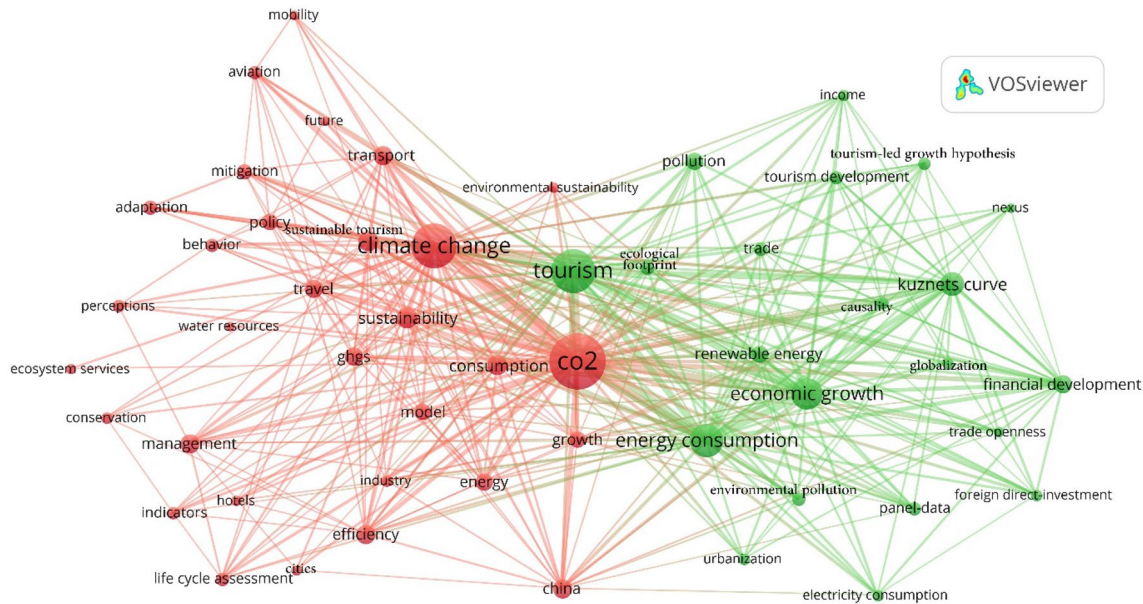 mobility
aviation
VOSviewer
income
future
transport
pollution
tourism-led growth hypothesis
mitigation
tourism development
environmental sustainability
adaptation
policy
sustainable tourism
nexus
behavior
climate change
ecological
footprint
trade
tourism
kuznets curve
travel
perceptions
causality
water resources
sustainability
ghgs
consumption
co2
renewable energy
globalization
ecosystem services
financial development
economic growth
conservation
model
management
growth
energy consumption
trade openness
industry
energy
environmental pollution
foreign direct-investment
hotels
indicators
panel-data
efficiency
urbanization
life cycle assessment
cities
china
electricity consumption